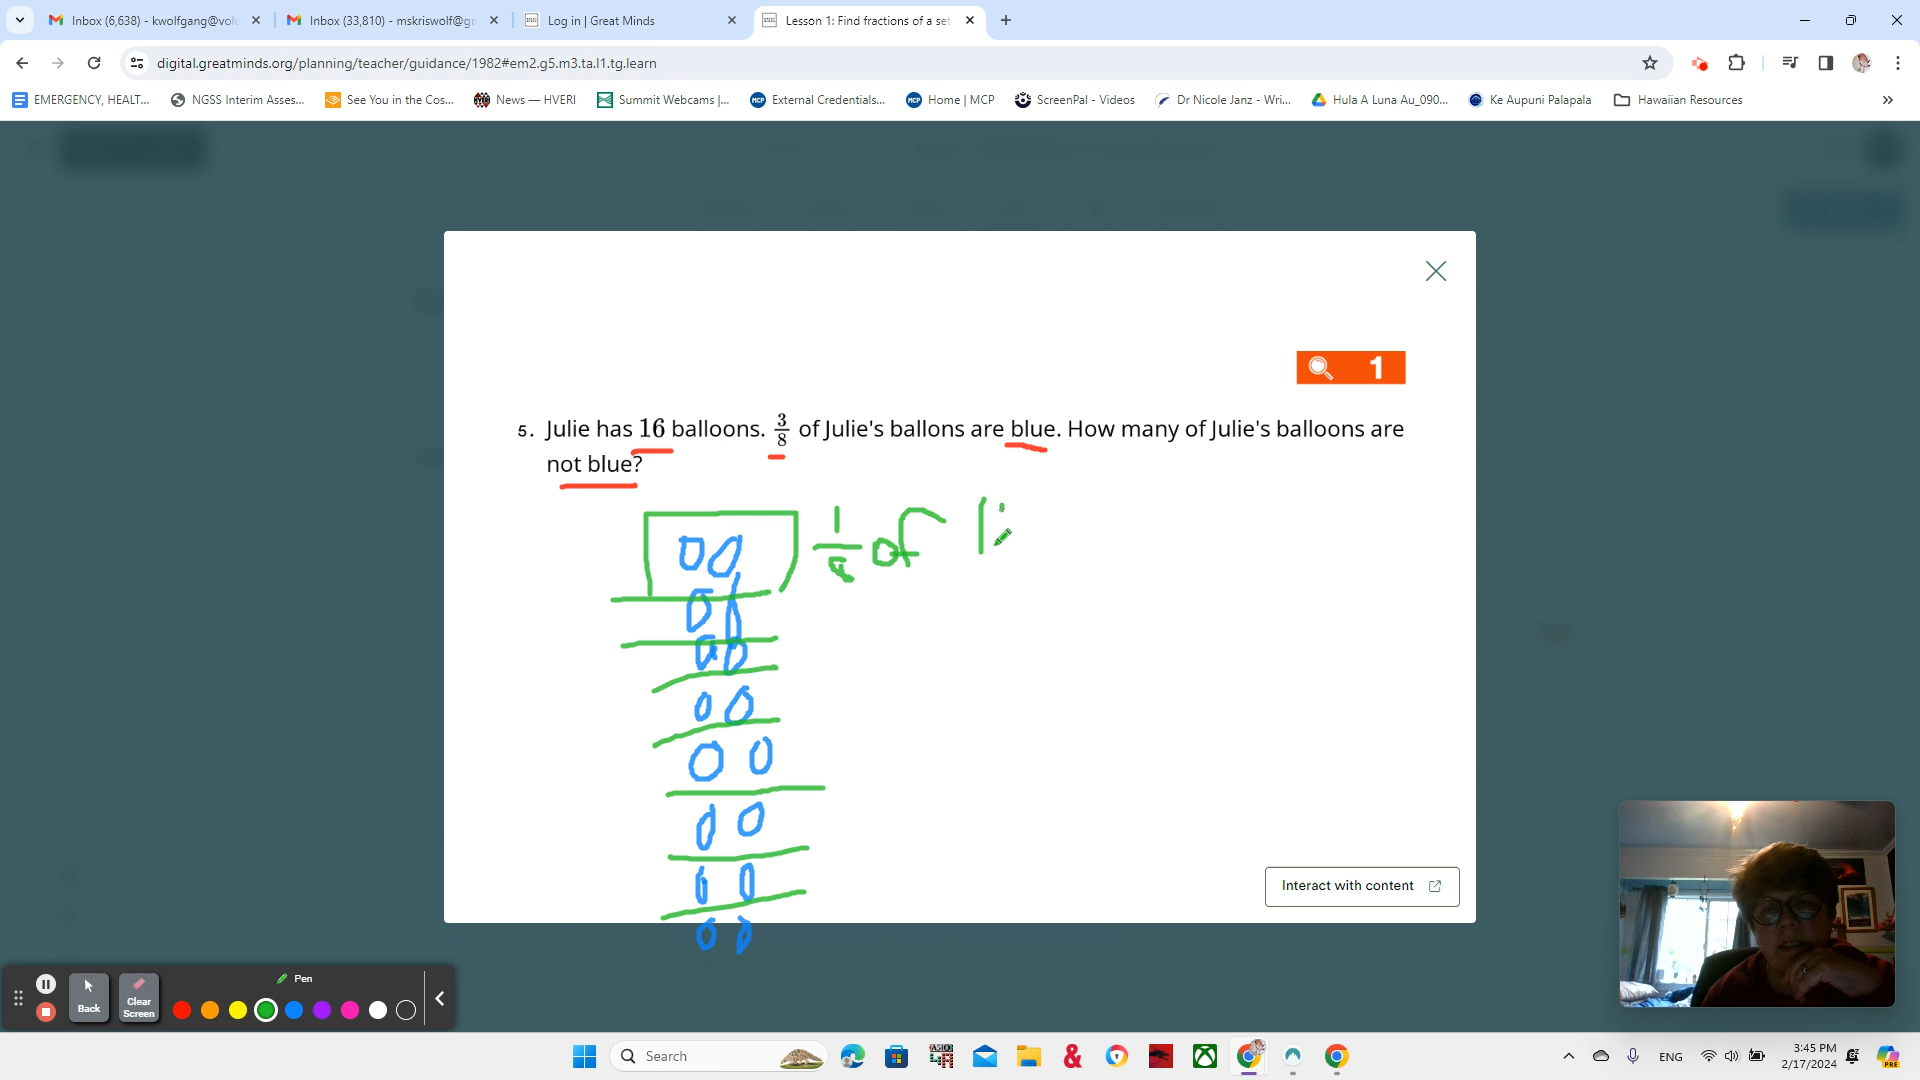 Inbox (6,638) - kwolfgang@volc
Inbox (33,810) - mskriswolf@gm
Log in | Great Minds
Lesson 1: Find fractions of a set
digital.greatminds.org/planning/teacher/guidance/1982#em2.g5.m3.ta.l1.tg.learn
EMERGENCY, HEALT...
NGSS Interim Asses...
See You in the Cos...
News — HVERI
Summit Webcams |...
External Credentials...
Home | MCP
ScreenPal - Videos
Dr Nicole Janz - Wri...
Hula A Luna Au_090...
Ke Aupuni Palapala
Hawaiian Resources
1
5. Julie has 16 balloons. 3/8 of Julie's ballons are blue. How many of Julie's balloons are
not blue?
1/8 of
Interact with content
Pen
Back
Clear
Screen
Search
ENG
3:45 PM
2/17/2024